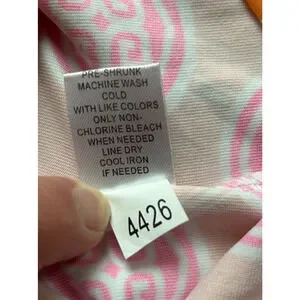 PRE-SHRUNK
MACHINE WASH
COLD
WITH LIKE COLORS
ONLY NON-
CHLORINE BLEACH
WHEN NEEDED
LINE DRY
COOL IRON
IF NEEDED
4426